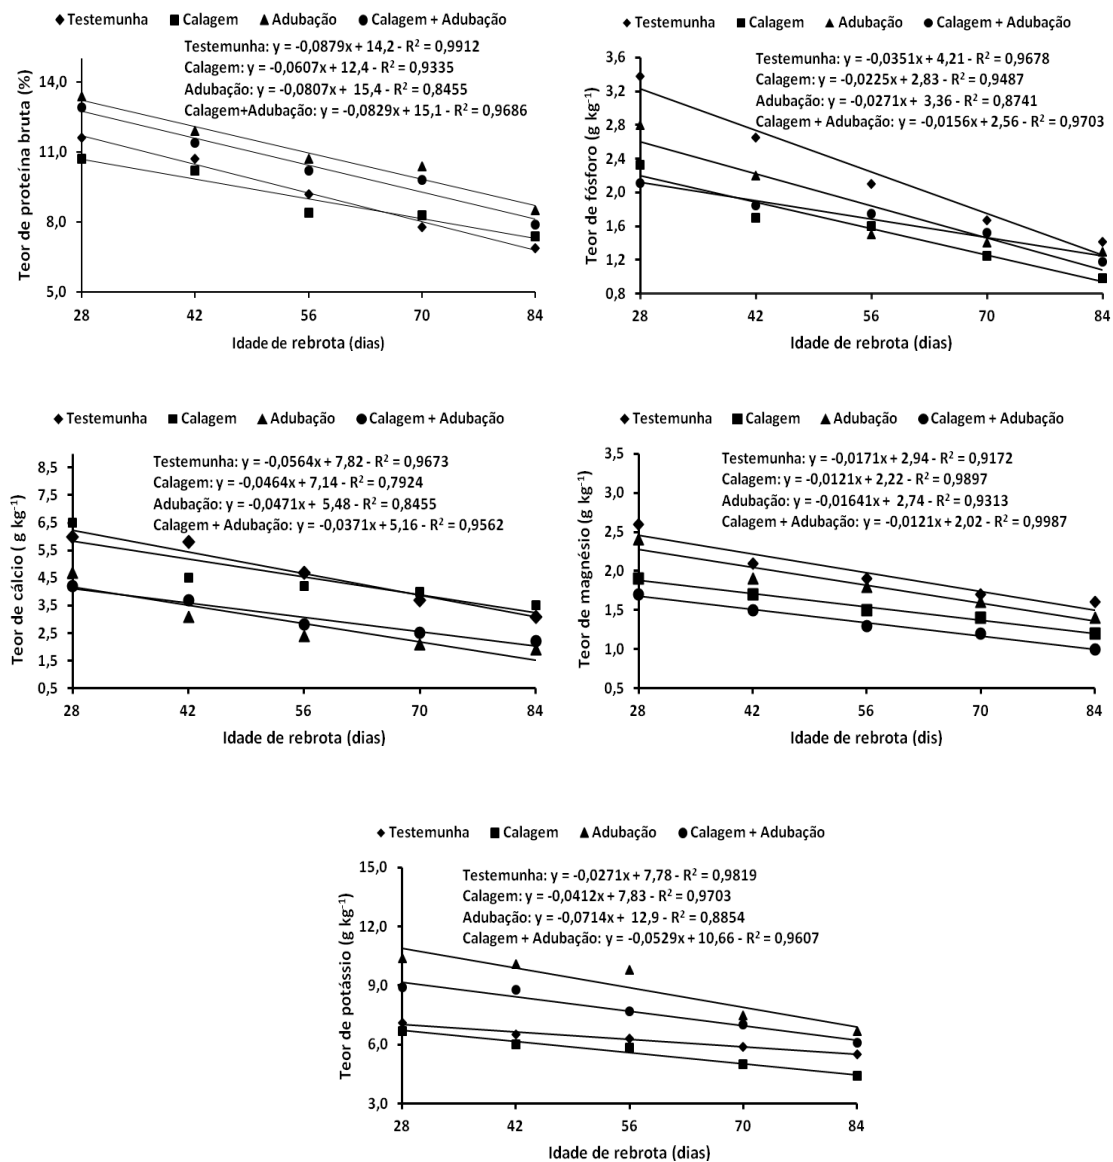 Testemunha Calagem Adubação Calagem + Adubação
Testemunha: y = -0,0879x + 14,2 - R² = 0,9912
Calagem: y = -0,0607x + 12,4 - R² = 0,9335
Adubação: y = -0,0807x + 15,4 - R² = 0,8455
Calagem+Adubação: y = -0,0829x + 15,1 - R² = 0,9686
Teor de proteína bruta (%)
14,0
11,0
8,0
5,0
28 42 56 70 84
Idade de rebrota (dias)
Testemunha Calagem Adubação Calagem + Adubação
Testemunha: y = -0,0351x + 4,21 - R² = 0,9678
Calagem: y = -0,0225x + 2,83 - R² = 0,9487
Adubação: y = -0,0271x + 3,36 - R² = 0,8741
Calagem + Adubação: y = -0,0156x + 2,56 - R² = 0,9703
Teor de fósforo (g kg⁻¹)
3,6
3,2
2,8
2,4
2,0
1,6
1,2
0,8
28 42 56 70 84
Idade de rebrota (dias)
Testemunha Calagem Adubação Calagem + Adubação
Testemunha: y = -0,0564x + 7,82 - R² = 0,9673
Calagem: y = -0,0464x + 7,14 - R² = 0,7924
Adubação: y = -0,0471x + 5,48 - R² = 0,8455
Calagem + Adubação: y = -0,0371x + 5,16 - R² = 0,9562
Teor de cálcio ( g kg⁻¹)
8,5
7,5
6,5
5,5
4,5
3,5
2,5
1,5
0,5
28 42 56 70 84
Idade de rebrota (dias)
Testemunha Calagem Adubação Calagem + Adubação
Testemunha: y = -0,0171x + 2,94 - R² = 0,9172
Calagem: y = -0,0121x + 2,22 - R² = 0,9897
Adubação: y = -0,01641x + 2,74 - R² = 0,9313
Calagem + Adubação: y = -0,0121x + 2,02 - R² = 0,9987
Teor de magnésio (g kg⁻¹)
3,5
3,0
2,5
2,0
1,5
1,0
0,5
28 42 56 70 84
Idade de rebrota (dis)
Testemunha Calagem Adubação Calagem + Adubação
Testemunha: y = -0,0271x + 7,78 - R² = 0,9819
Calagem: y = -0,0412x + 7,83 - R² = 0,9703
Adubação: y = -0,0714x + 12,9 - R² = 0,8854
Calagem + Adubação: y = -0,0529x + 10,66 - R² = 0,9607
Teor de potássio (g kg⁻¹)
15,0
12,0
9,0
6,0
3,0
28 42 56 70 84
Idade de rebrota (dias)